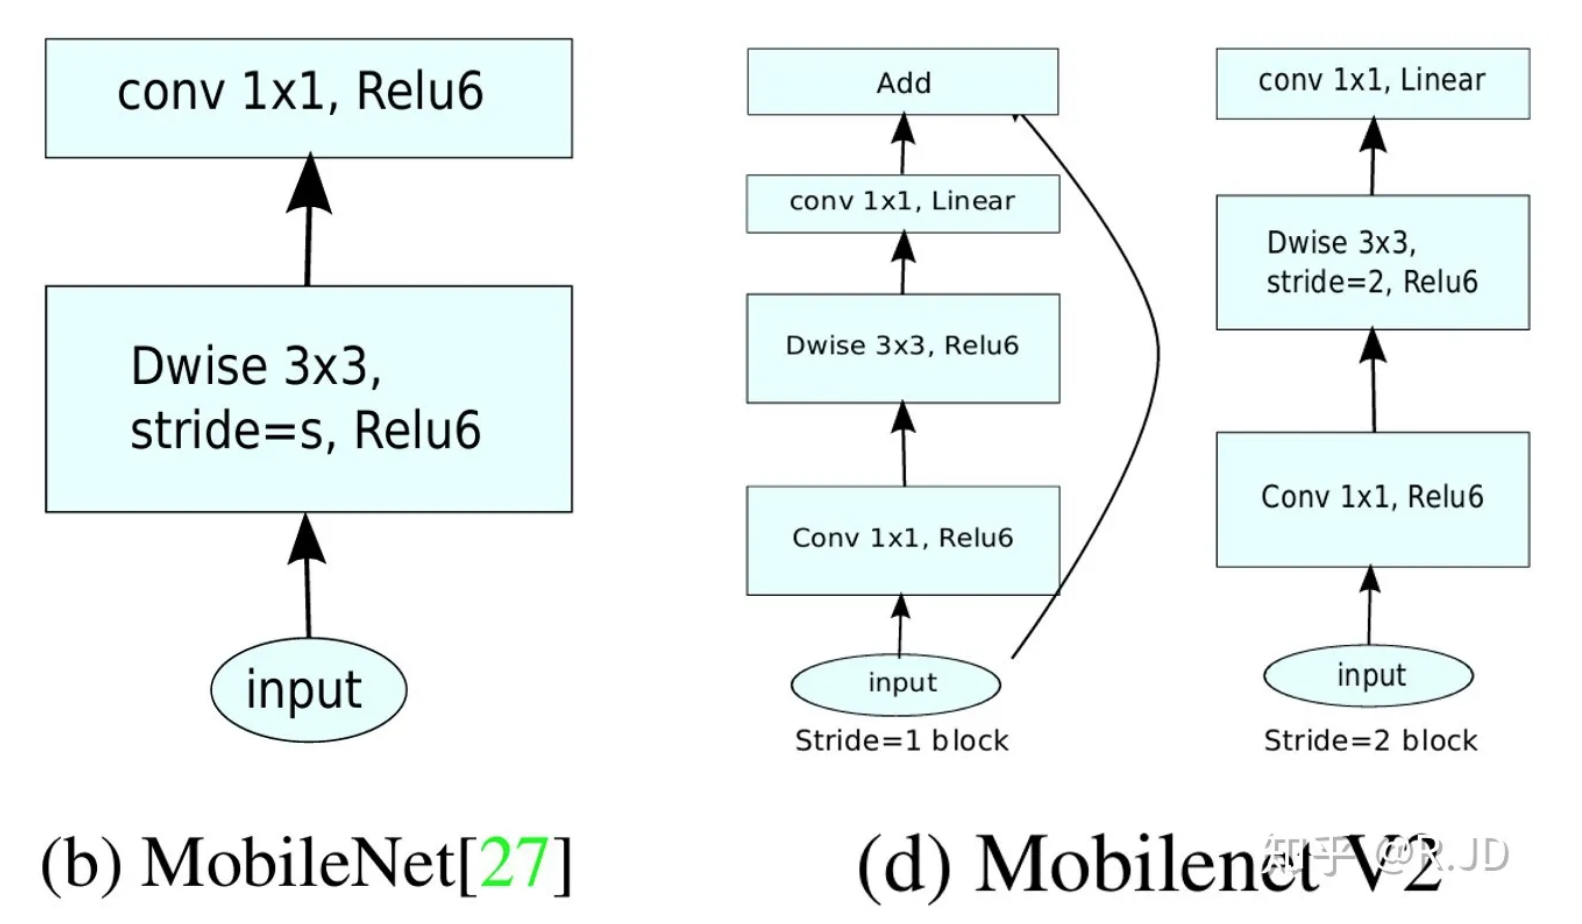 conv 1x1, Relu6
Dwise 3x3,
stride=s, Relu6
input
(b) MobileNet[27]
Add
conv 1x1, Linear
Dwise 3x3, Relu6
Conv 1x1, Relu6
input
Stride=1 block
conv 1x1, Linear
Dwise 3x3,
stride=2, Relu6
Conv 1x1, Relu6
input
Stride=2 block
(d) Mobilenet V2
知乎 @R.JD